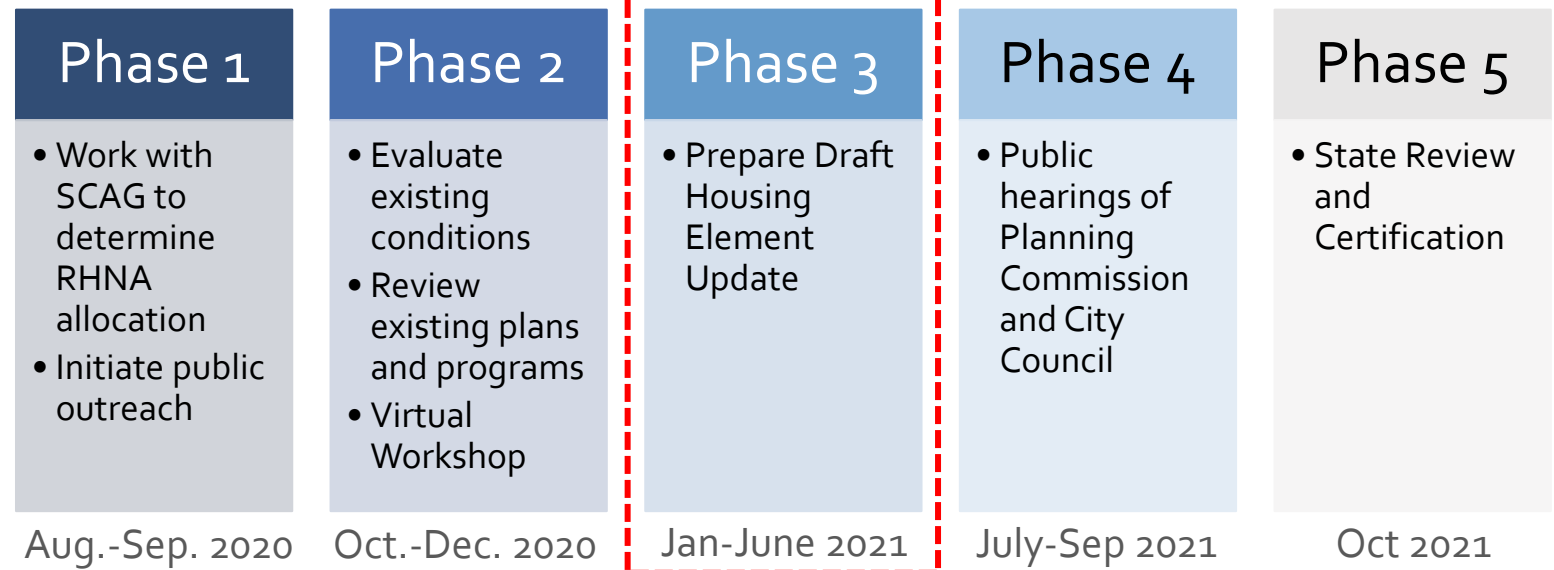 Phase 1
• Work with
SCAG to
determine
RHNA
allocation
• Initiate public
outreach
Aug.-Sep. 2020
Phase 2
• Evaluate
existing
conditions
• Review
existing plans
and programs
• Virtual
Workshop
Oct.-Dec. 2020
Phase 3
• Prepare Draft
Housing
Element
Update
Jan-June 2021
Phase 4
• Public
hearings of
Planning
Commission
and City
Council
July-Sep 2021
Phase 5
• State Review
and
Certification
Oct 2021